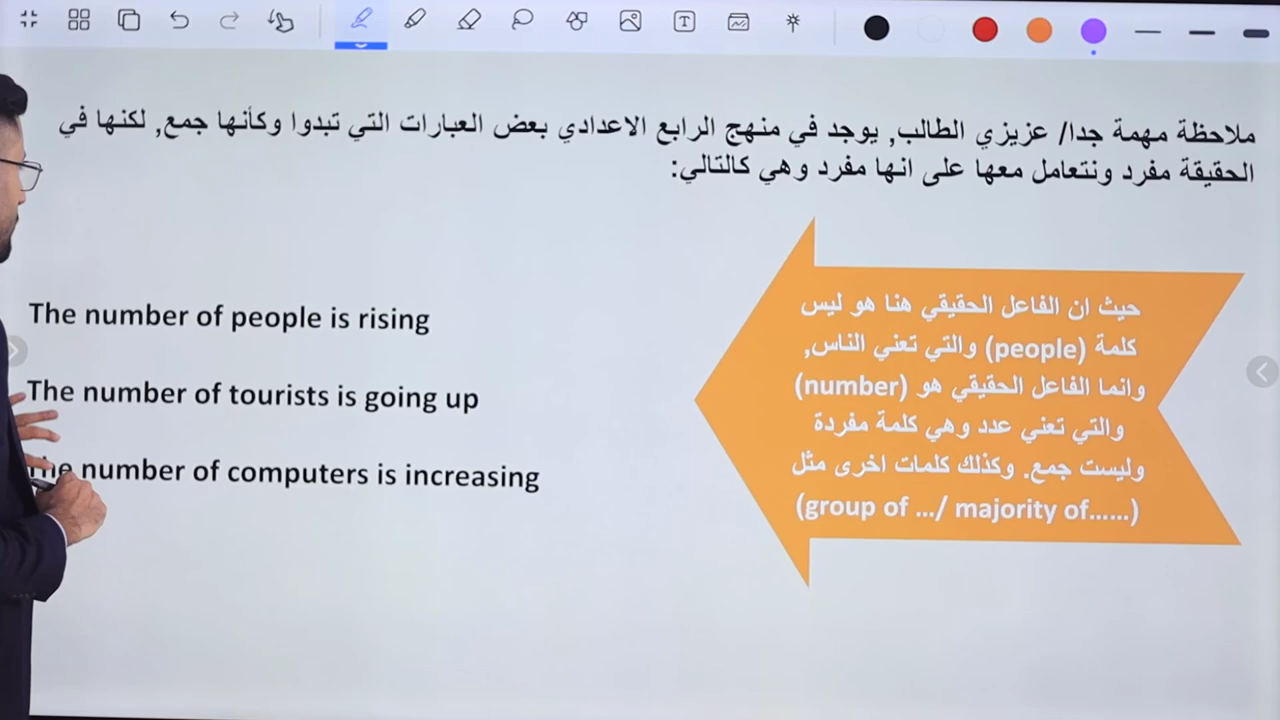 ملاحظة مهمة جدا/ عزيزي الطالب, يوجد في منهج الرابع الاعدادي بعض العبارات التي تبدوا وكأنها جمع, لكنها في
الحقيقة مفرد ونتعامل معها على انها مفرد وهي كالتالي:
حيث ان الفاعل الحقيقي هنا هو ليس
كلمة (people) والتي تعني الناس,
وانما الفاعل الحقيقي هو (number)
والتي تعني عدد وهي كلمة مفردة
وليست جمع. وكذلك كلمات اخرى مثل
(group of .../ majority of......)
The number of people is rising
The number of tourists is going up
The number of computers is increasing